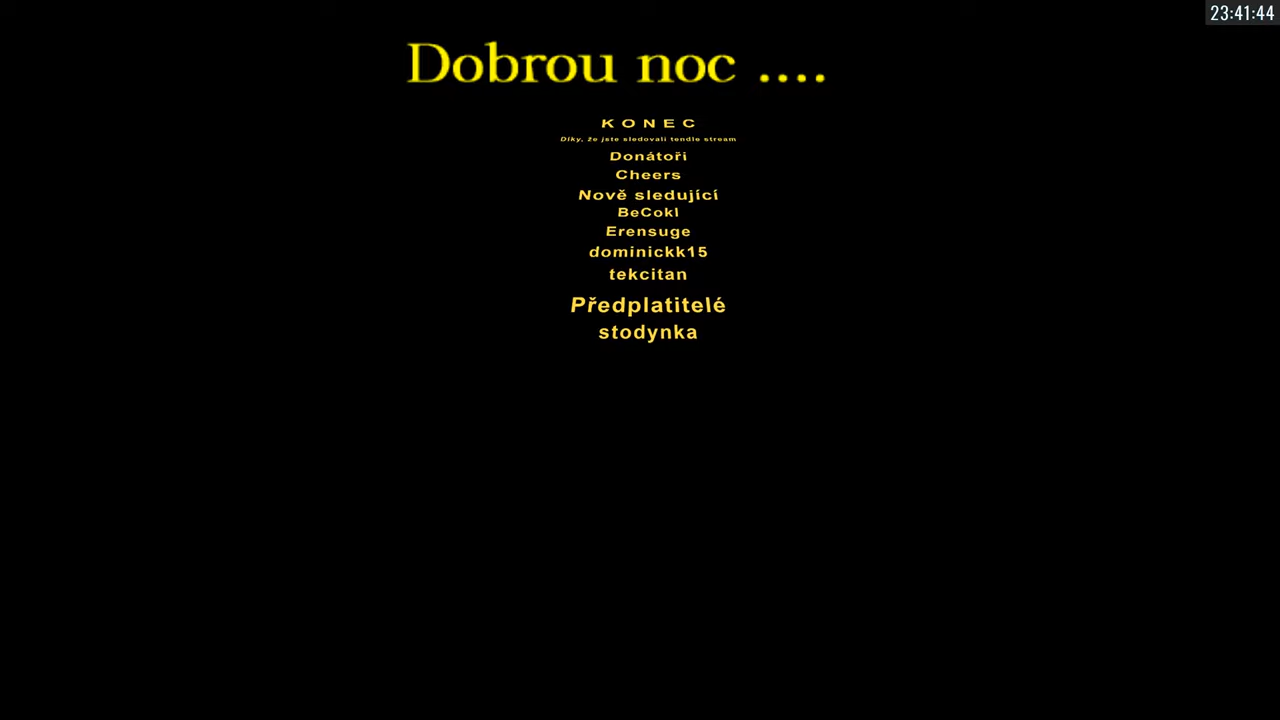 23:41:44
Dobrou noc ....
K O N E C
Díky, že jste sledovali tendle stream
Donátoři
Cheers
Nově sledující
BeCokl
Erensuge
dominickk15
tekcitan
Předplatitelé
stodynka